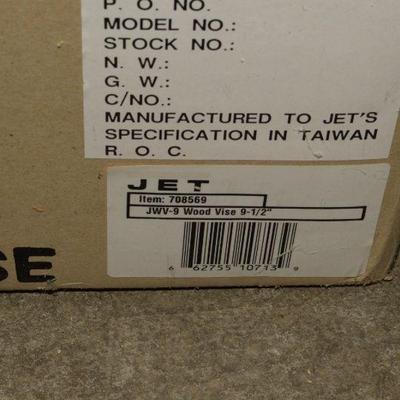 P. O. NO.
MODEL NO.:
STOCK NO.:
N. W.:
G. W.:
C/NO.:
MANUFACTURED TO JET'S
SPECIFICATION IN TAIWAN
R. O. C.
JET
Item: 708569
JWV-9 Wood Vise 9-1/2"
SE
6 62755 10713 9